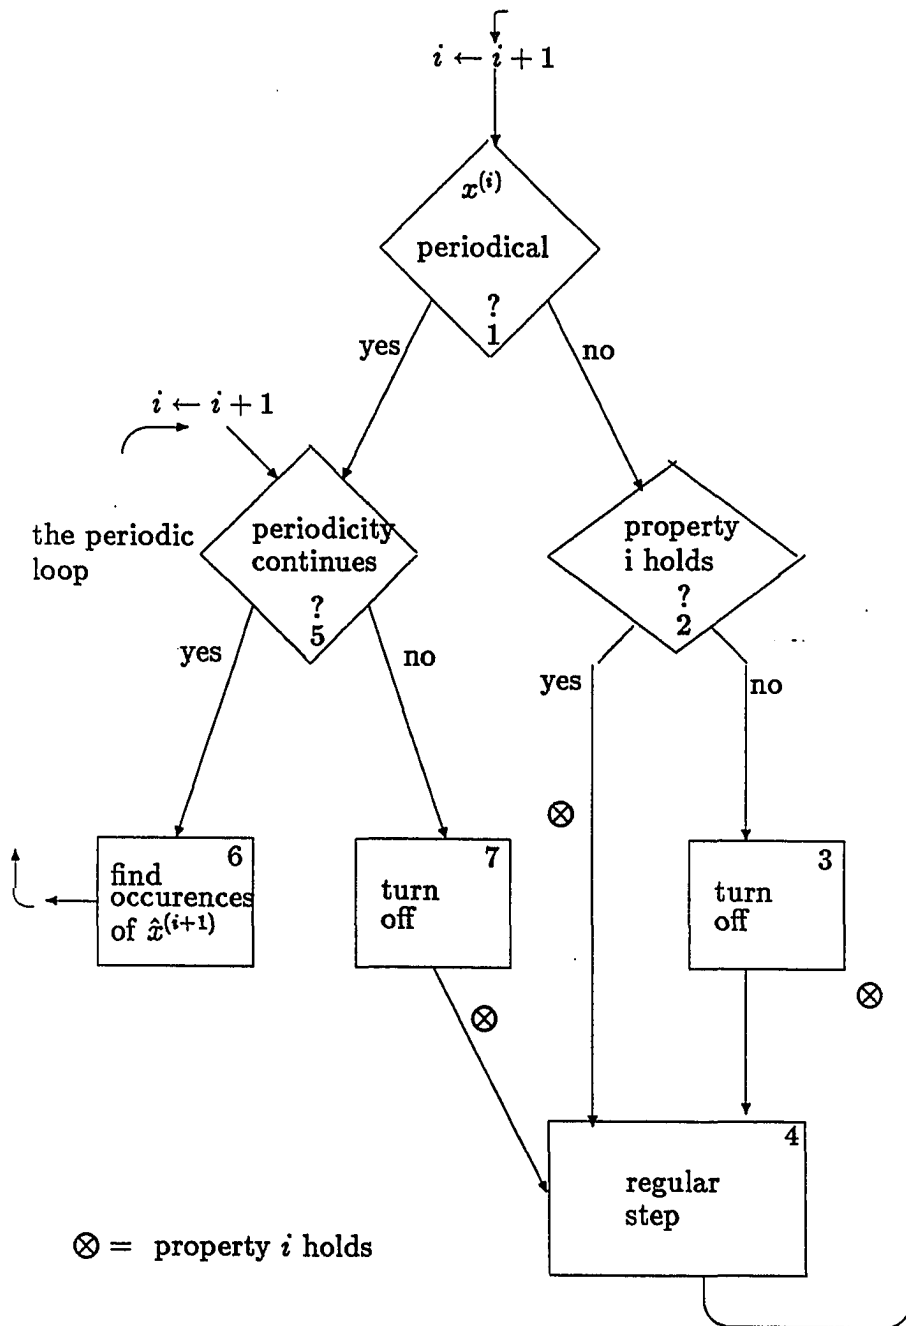 i ← i + 1
x^(i)
periodical
?
1
yes
no
i ← i + 1
the periodic
loop
periodicity
continues
?
5
property
i holds
?
2
yes
no
yes
no
⊗
6
find
occurences
of x̂^(i+1)
7
turn
off
3
turn
off
⊗
⊗
4
regular
step
⊗ = property i holds